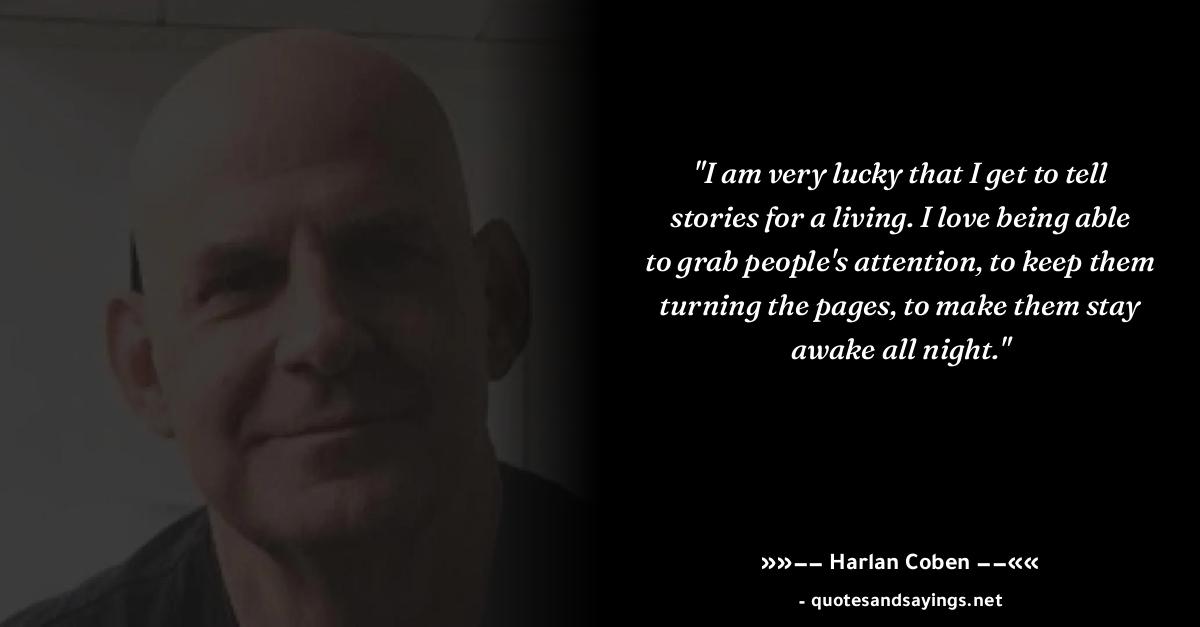 "I am very lucky that I get to tell
stories for a living. I love being able
to grab people's attention, to keep them
turning the pages, to make them stay
awake all night."
»»–– Harlan Coben ––««
- quotesandsayings.net